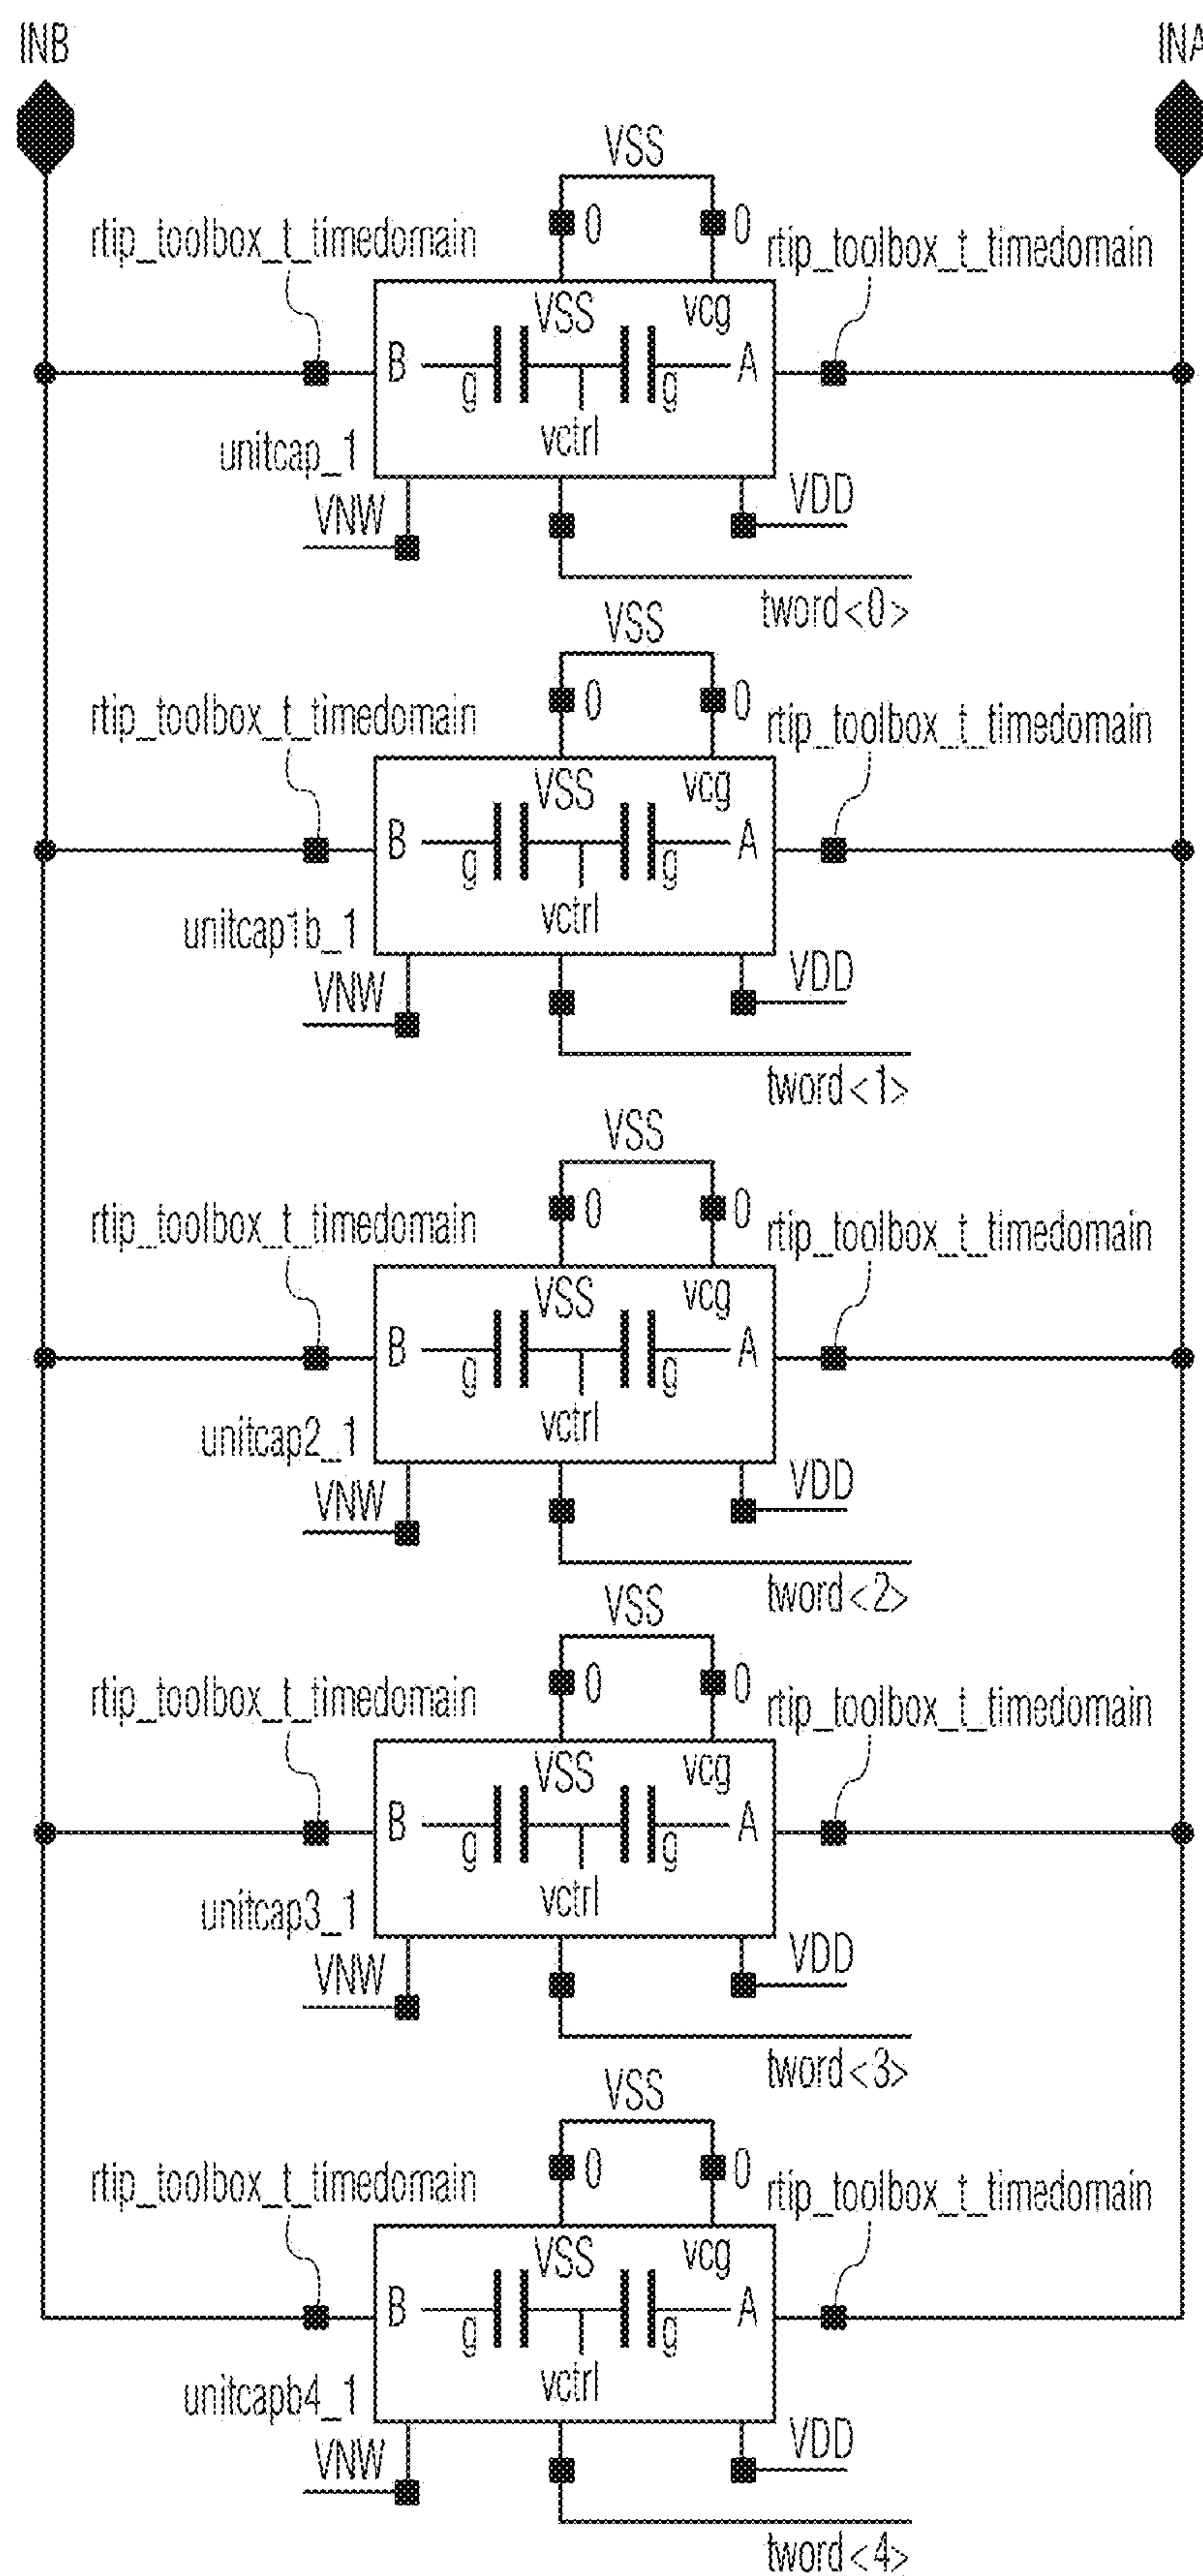 INB INA
VSS
0 0
rtip_toolbox_t_timedomain rtip_toolbox_t_timedomain
VSS vcg
B g g A
vctrl
unitcap_1
VNW VDD
tword<0>
VSS
0 0
rtip_toolbox_t_timedomain rtip_toolbox_t_timedomain
VSS vcg
B g g A
vctrl
unitcap1b_1
VNW VDD
tword<1>
VSS
0 0
rtip_toolbox_t_timedomain rtip_toolbox_t_timedomain
VSS vcg
B g g A
vctrl
unitcap2_1
VNW VDD
tword<2>
VSS
0 0
rtip_toolbox_t_timedomain rtip_toolbox_t_timedomain
VSS vcg
B g g A
vctrl
unitcap3_1
VNW VDD
tword<3>
VSS
0 0
rtip_toolbox_t_timedomain rtip_toolbox_t_timedomain
VSS vcg
B g g A
vctrl
unitcapb4_1
VNW VDD
tword<4>